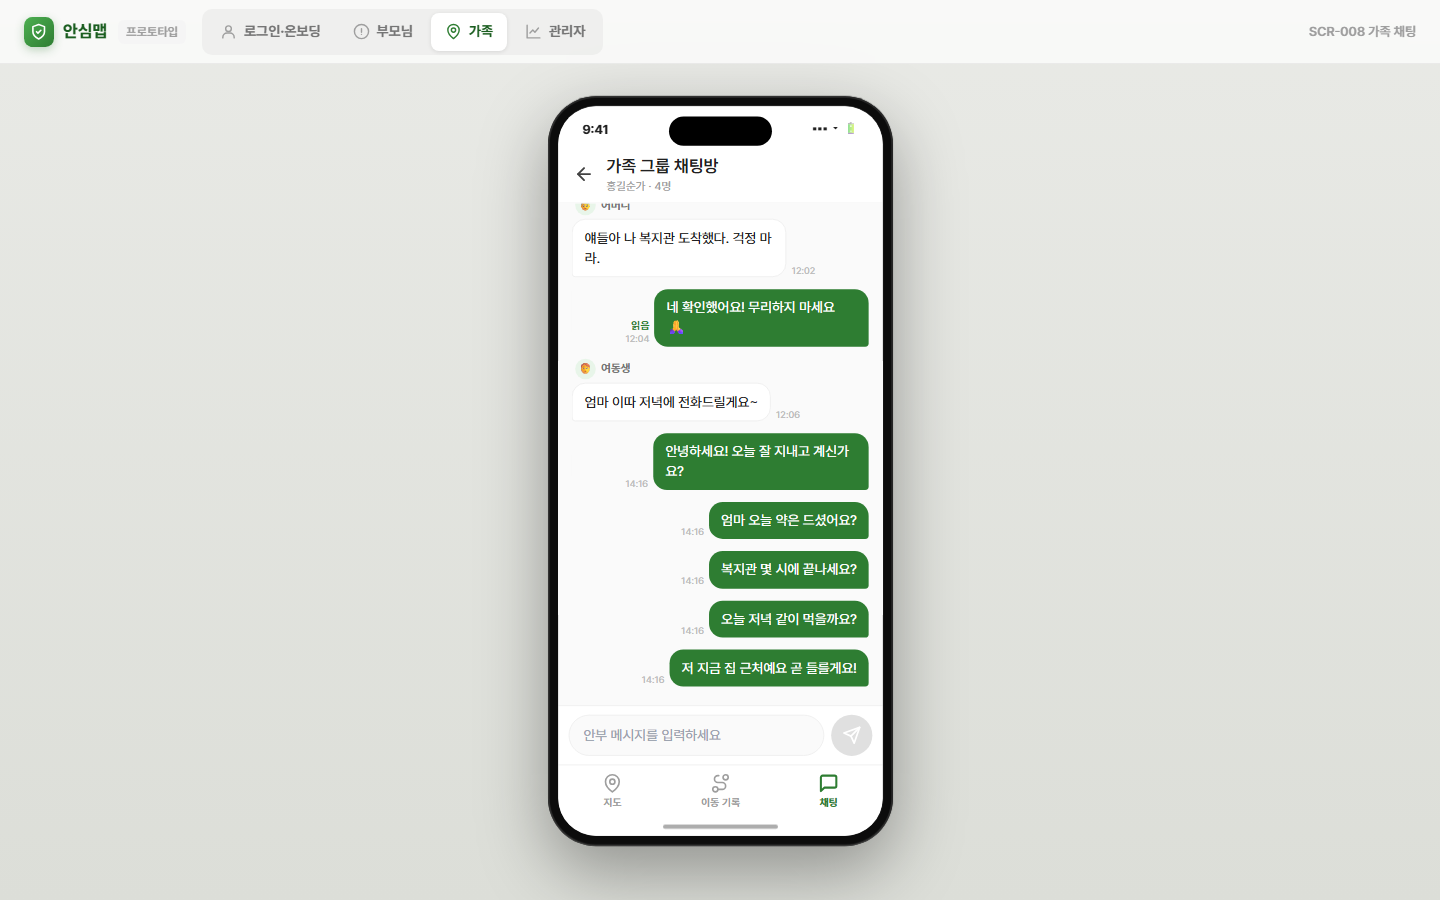 안심맵
프로토타입
로그인·온보딩
부모님
가족
관리자
SCR-008 가족 채팅
9:41
가족 그룹 채팅방
홍길순가 · 4명
어머니
얘들아 나 복지관 도착했다. 걱정 마
라.
12:02
네 확인했어요! 무리하지 마세요
읽음
12:04
여동생
엄마 이따 저녁에 전화드릴게요~
12:06
안녕하세요! 오늘 잘 지내고 계신가
요?
14:16
엄마 오늘 약은 드셨어요?
14:16
복지관 몇 시에 끝나세요?
14:16
오늘 저녁 같이 먹을까요?
14:16
저 지금 집 근처예요 곧 들를게요!
14:16
안부 메시지를 입력하세요
지도
이동 기록
채팅